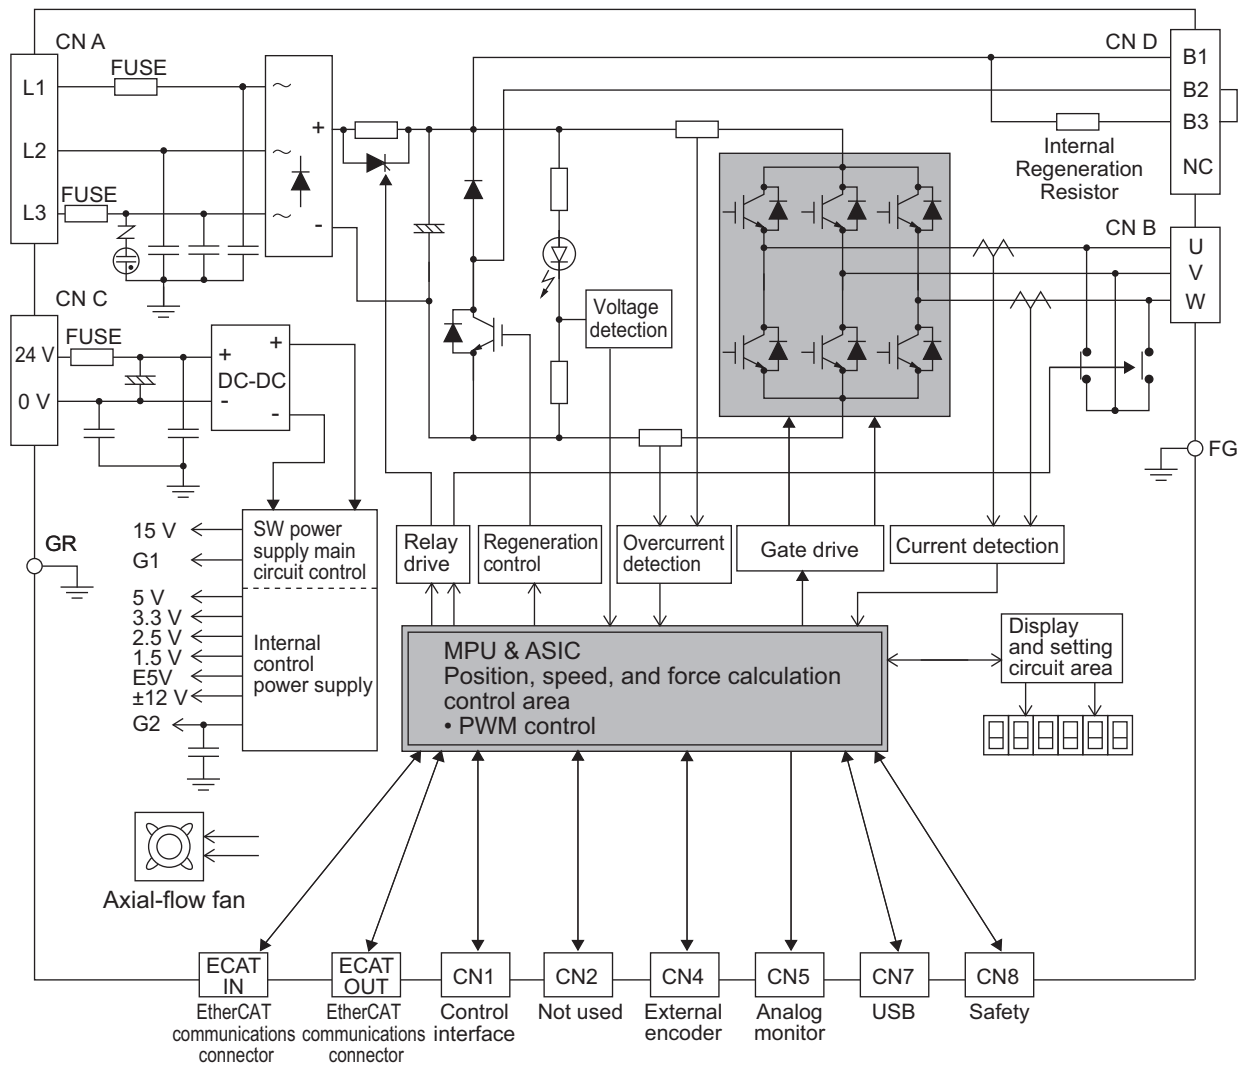 CN A
CN D
FUSE
L1
B1
B2
+
L2
B3
Internal
Regeneration
Resistor
NC
FUSE
L3
-
CN B
U
V
W
CN C
FUSE
24 V
+
+
DC-DC
0 V
-
-
Voltage
detection
FG
15 V
G1
SW power
supply main
circuit control
Relay
drive
Regeneration
control
Overcurrent
detection
Gate drive
Current detection
GR
5 V
3.3 V
2.5 V
1.5 V
E5V
±12 V
G2
Internal
control
power supply
MPU & ASIC
Position, speed, and force calculation
control area
• PWM control
Display
and setting
circuit area
Axial-flow fan
ECAT
IN
ECAT
OUT
CN1
CN2
CN4
CN5
CN7
CN8
EtherCAT
communications
connector
EtherCAT
communications
connector
Control
interface
Not used
External
encoder
Analog
monitor
USB
Safety